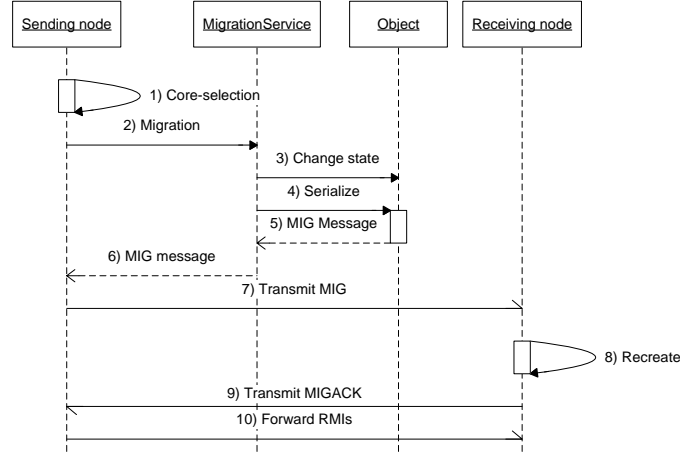 Sending node
MigrationService
Object
Receiving node
1) Core-selection
2) Migration
3) Change state
4) Serialize
5) MIG Message
6) MIG message
7) Transmit MIG
8) Recreate
9) Transmit MIGACK
10) Forward RMIs